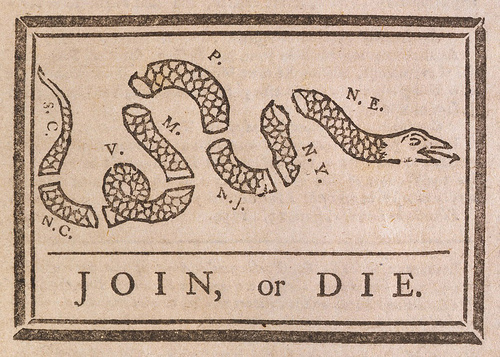 S. C.
N. C.
V.
M.
P.
N. J.
N. Y.
N. E.
JOIN, or DIE.